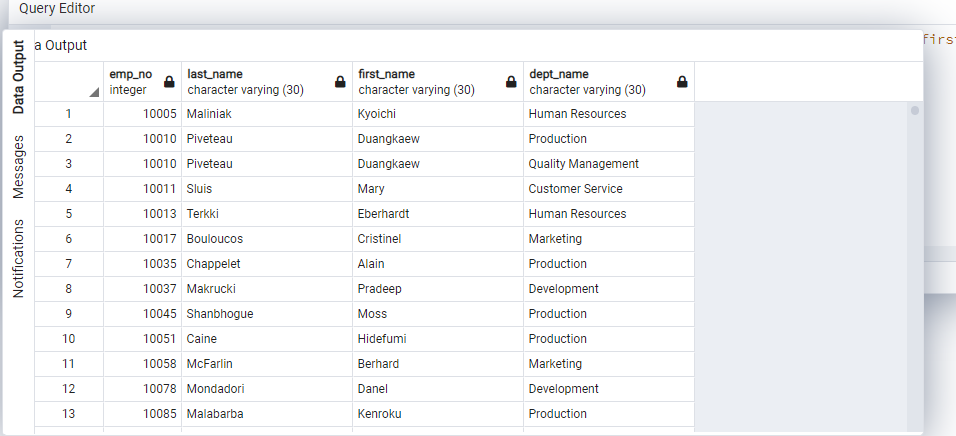 Query Editor
firs
a Output
Data Output
Messages
Notifications
emp_no last_name first_name dept_name
integer character varying (30) character varying (30) character varying (30)
1 10005 Maliniak Kyoichi Human Resources
2 10010 Piveteau Duangkaew Production
3 10010 Piveteau Duangkaew Quality Management
4 10011 Sluis Mary Customer Service
5 10013 Terkki Eberhardt Human Resources
6 10017 Bouloucos Cristinel Marketing
7 10035 Chappelet Alain Production
8 10037 Makrucki Pradeep Development
9 10045 Shanbhogue Moss Production
10 10051 Caine Hidefumi Production
11 10058 McFarlin Berhard Marketing
12 10078 Mondadori Danel Development
13 10085 Malabarba Kenroku Production